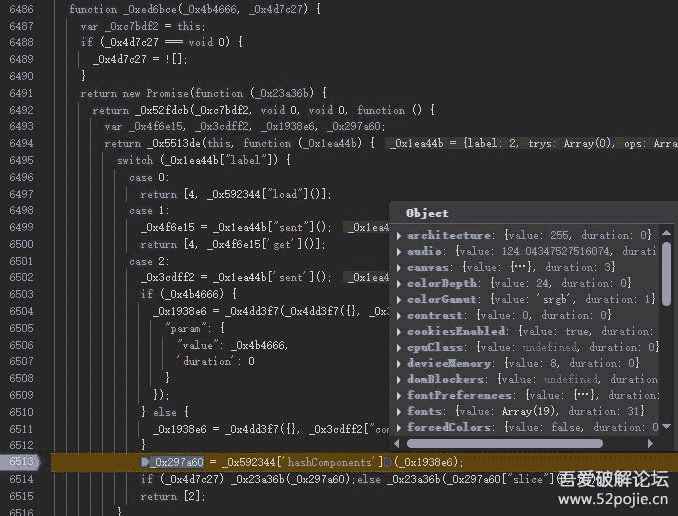 6486 function _0xed6bce(_0x4b4666, _0x4d7c27) {
6487 var _0xc7bdf2 = this;
6488 if (_0x4d7c27 === void 0) {
6489 _0x4d7c27 = ![];
6490 }
6491 return new Promise(function (_0x23a36b) {
6492 return _0x52fdcb(_0xc7bdf2, void 0, void 0, function () {
6493 var _0x4f6e15, _0x3cdff2, _0x1938e6, _0x297a60;
6494 return _0x5513de(this, function (_0x1ea44b) { _0x1ea44b = {label: 2, trys: Array(0), ops: Arra
6495 switch (_0x1ea44b["label"]) {
6496 case 0:
6497 return [4, _0x592344["load"]()];
6498 case 1:
6499 _0x4f6e15 = _0x1ea44b["sent"](); _0x1ea4
6500 return [4, _0x4f6e15['get']()];
6501 case 2:
6502 _0x3cdff2 = _0x1ea44b['sent'](); _0x1ea4
6503 if (_0x4b4666) {
6504 _0x1938e6 = _0x4dd3f7(_0x4dd3f7({}, _0x3
6505 "param": {
6506 "value": _0x4b4666,
6507 'duration': 0
6508 }
6509 });
6510 } else {
6511 _0x1938e6 = _0x4dd3f7({}, _0x3cdff2["co
6512 }
6513 _0x297a60 = _0x592344['hashComponents'](_0x1938e6);
6514 if (_0x4d7c27) _0x23a36b(_0x297a60);else _0x23a36b(_0x297a60["slice"](
6515 return [2];
}
Object
architecture: {value: 255, duration: 0}
audio: {value: 124.04347527516074, durati
canvas: {value: {…}, duration: 3}
colorDepth: {value: 24, duration: 0}
colorGamut: {value: 'srgb', duration: 1}
contrast: {value: 0, duration: 0}
cookiesEnabled: {value: true, duration:
cpuClass: {value: undefined, duration: 0}
deviceMemory: {value: 8, duration: 0}
domBlockers: {value: undefined, duration:
fontPreferences: {value: {…}, duration:
fonts: {value: Array(19), duration: 31}
forcedColors: {value: false, duration: 0
吾爱破解论坛
www.52pojie.cn